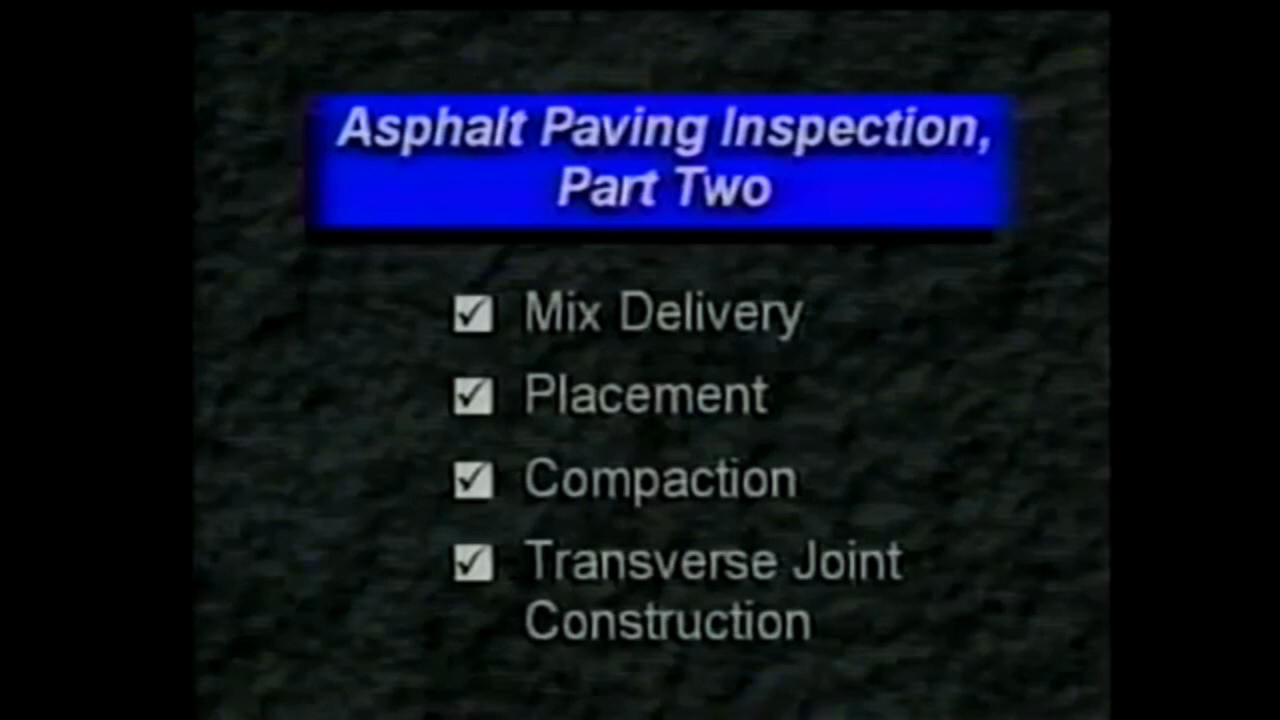 Asphalt Paving Inspection,
Part Two
Mix Delivery
Placement
Compaction
Transverse Joint
Construction